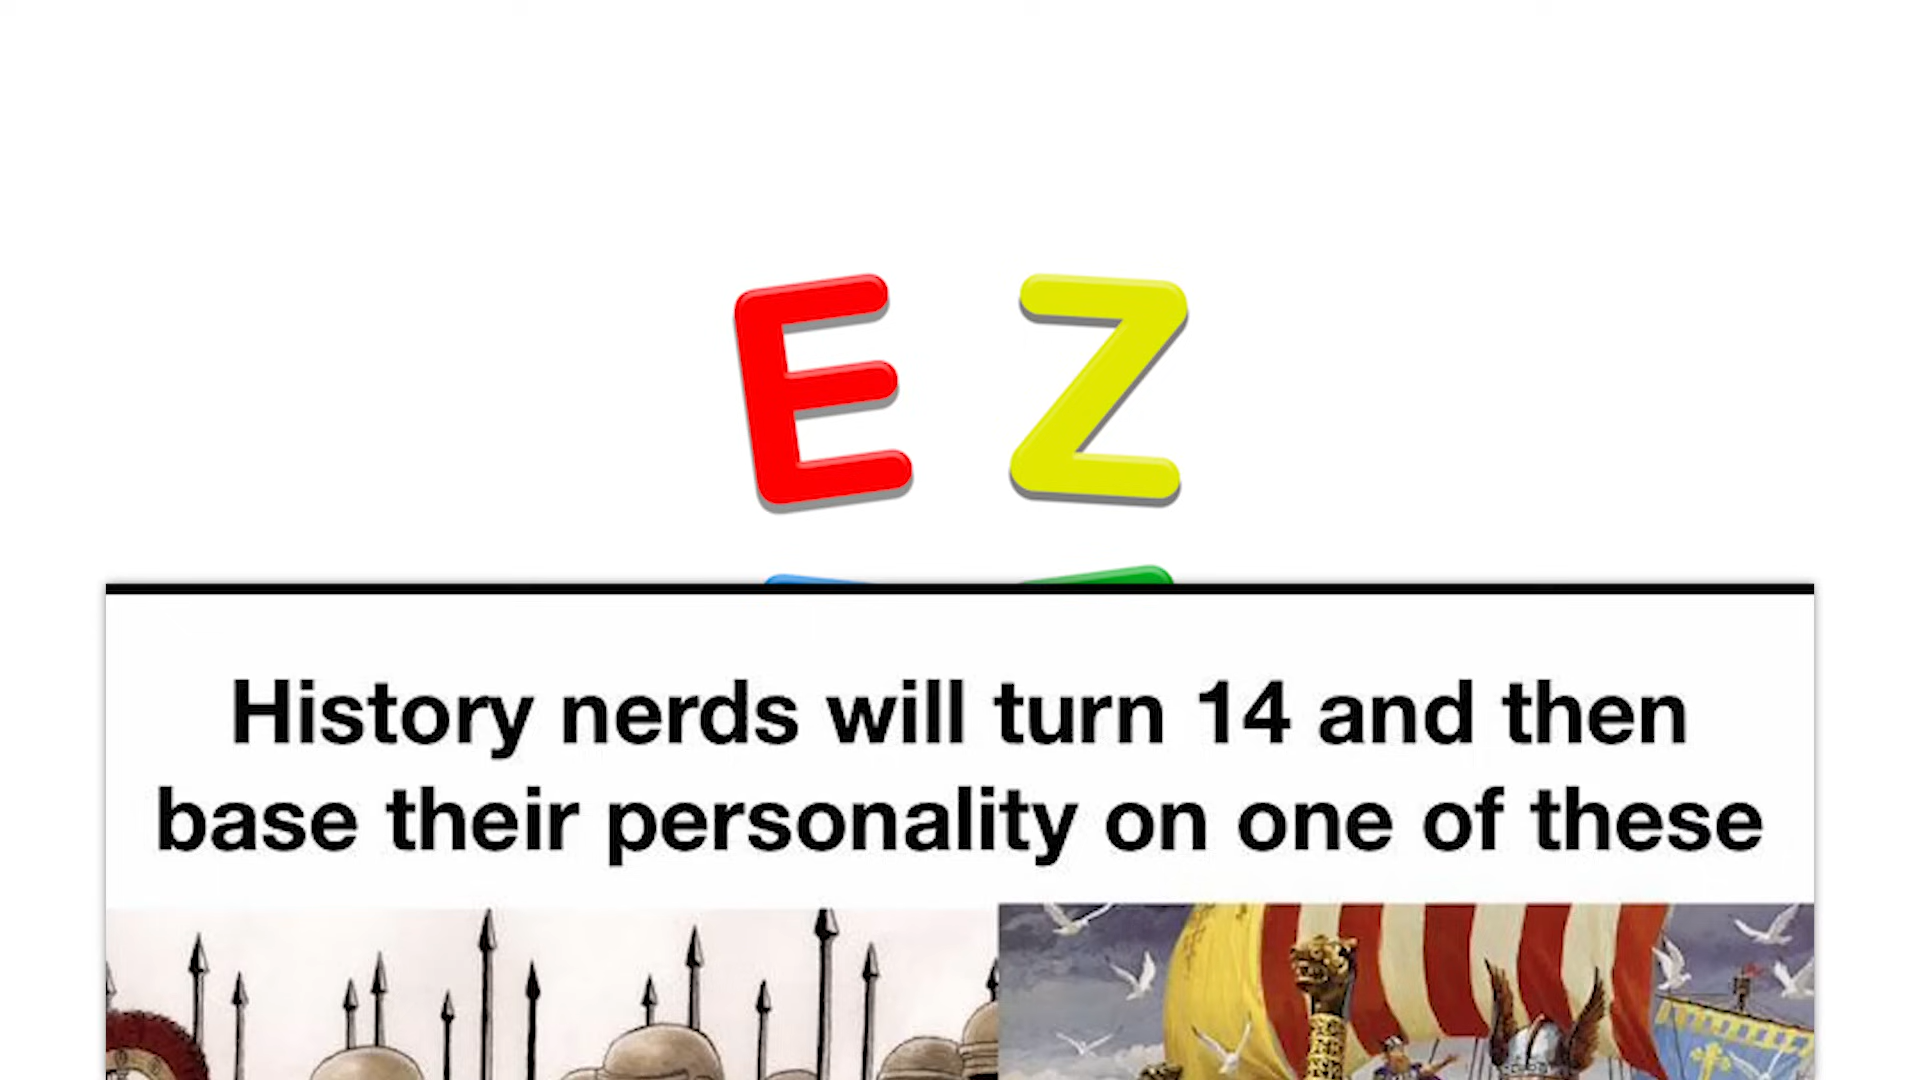 E Z
History nerds will turn 14 and then
base their personality on one of these